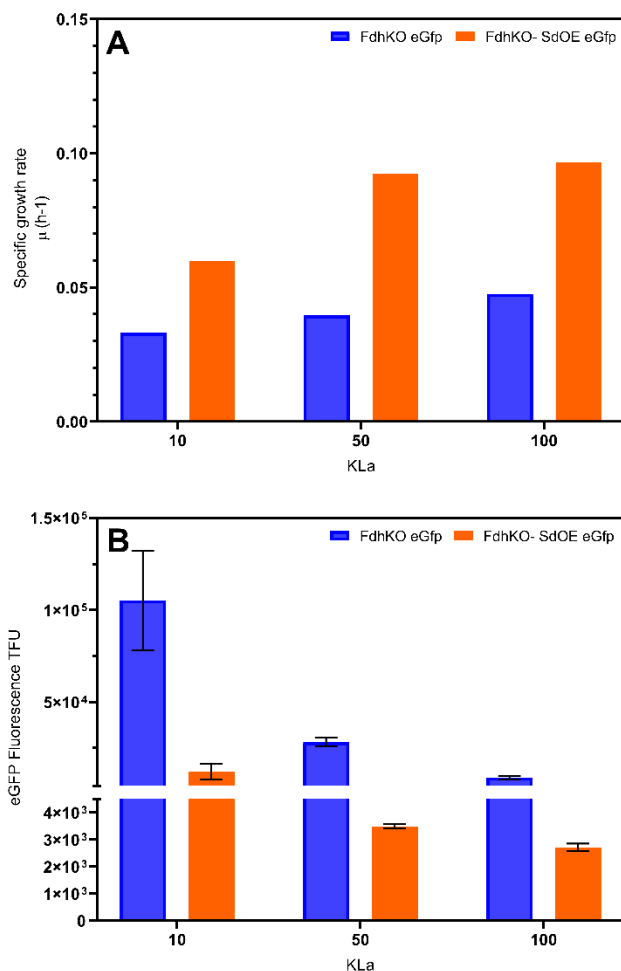 A
FdhKO eGfp
FdhKO- SdOE eGfp
0.15
0.10
0.05
0.00
Specific growth rate
µ (h-1)
10
50
100
KLa
B
FdhKO eGfp
FdhKO- SdOE eGfp
1.5×10⁵
1×10⁵
5×10⁴
4×10³
3×10³
2×10³
1×10³
0
eGFP Fluorescence TFU
10
50
100
KLa